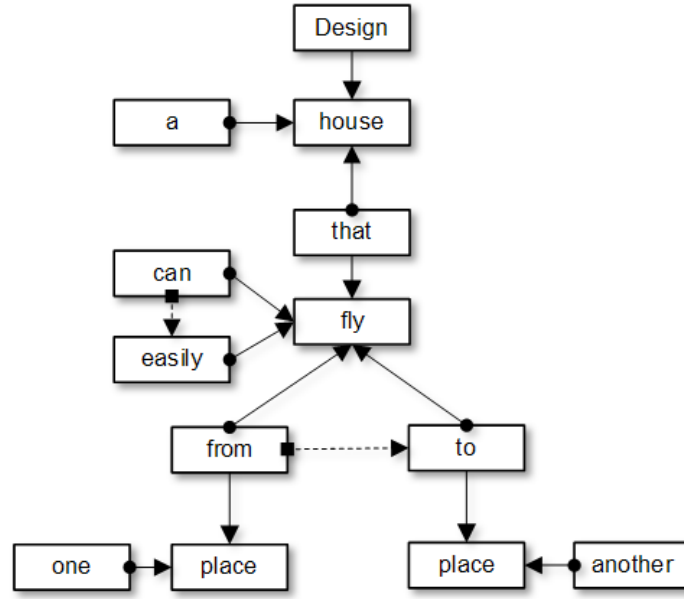 Design
a
house
that
can
fly
easily
from
to
one
place
place
another